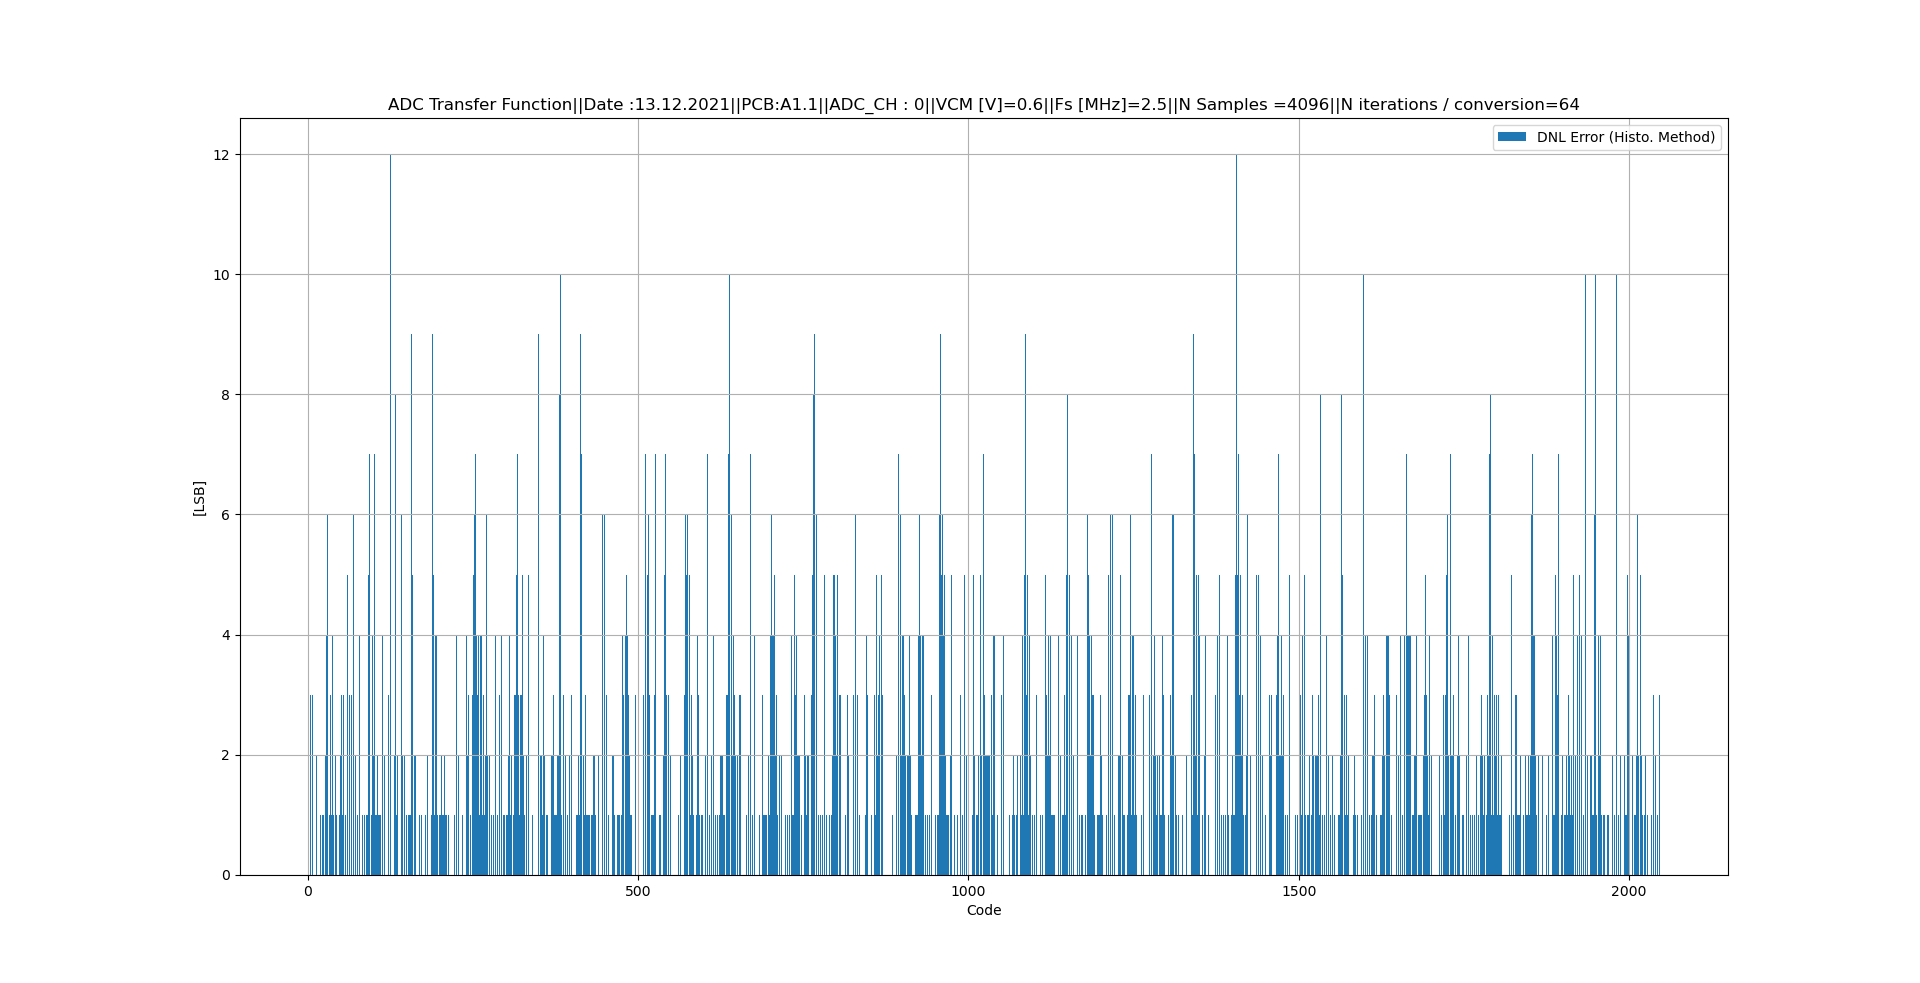 ADC Transfer Function||Date :13.12.2021||PCB:A1.1||ADC_CH : 0||VCM [V]=0.6||Fs [MHz]=2.5||N Samples =4096||N iterations / conversion=64
DNL Error (Histo. Method)
12
10
8
6
4
2
0
[LSB]
0 500 1000 1500 2000
Code